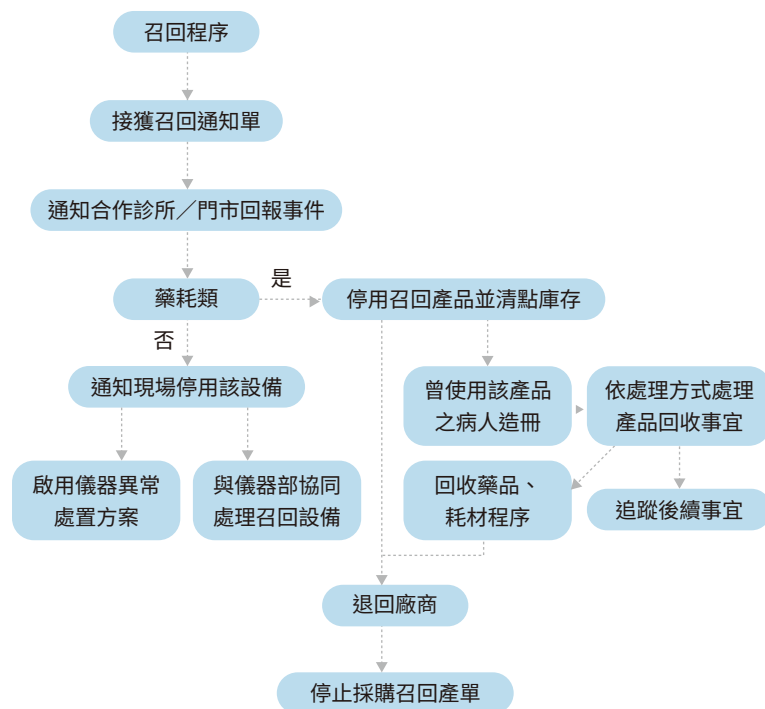 召回程序
接獲召回通知單
通知合作診所／門市回報事件
藥耗類
是
停用召回產品並清點庫存
否
通知現場停用該設備
曾使用該產品
之病人造冊
依處理方式處理
產品回收事宜
啟用儀器異常
處置方案
與儀器部協同
處理召回設備
回收藥品、
耗材程序
追蹤後續事宜
退回廠商
停止採購召回產單